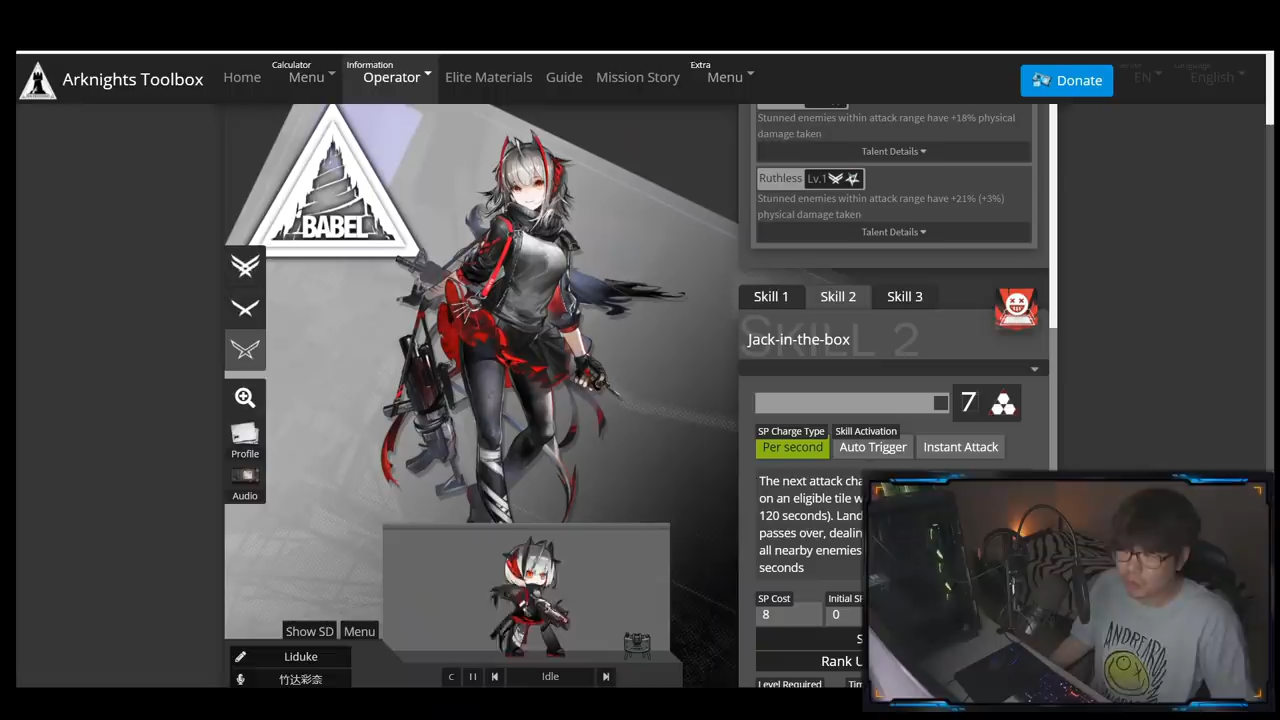 Arknights Toolbox
Home
Calculator
Menu
Information
Operator
Elite Materials
Guide
Mission Story
Extra
Menu
Donate
EN
English
BABEL
Stunned enemies within attack range have +18% physical
damage taken
Talent Details
Ruthless Lv.1
Stunned enemies within attack range have +21% (+3%)
physical damage taken
Talent Details
Skill 1
Skill 2
Skill 3
SKILL 2
Jack-in-the-box
7
SP Charge Type
Skill Activation
Per second
Auto Trigger
Instant Attack
The next attack cha
on an eligible tile w
120 seconds). Land
passes over, dealin
all nearby enemies
seconds
SP Cost
Initial SP
8
0
S
Rank U
Level Required
Tim
Profile
Audio
Show SD
Menu
Liduke
竹达彩奈
C
Idle